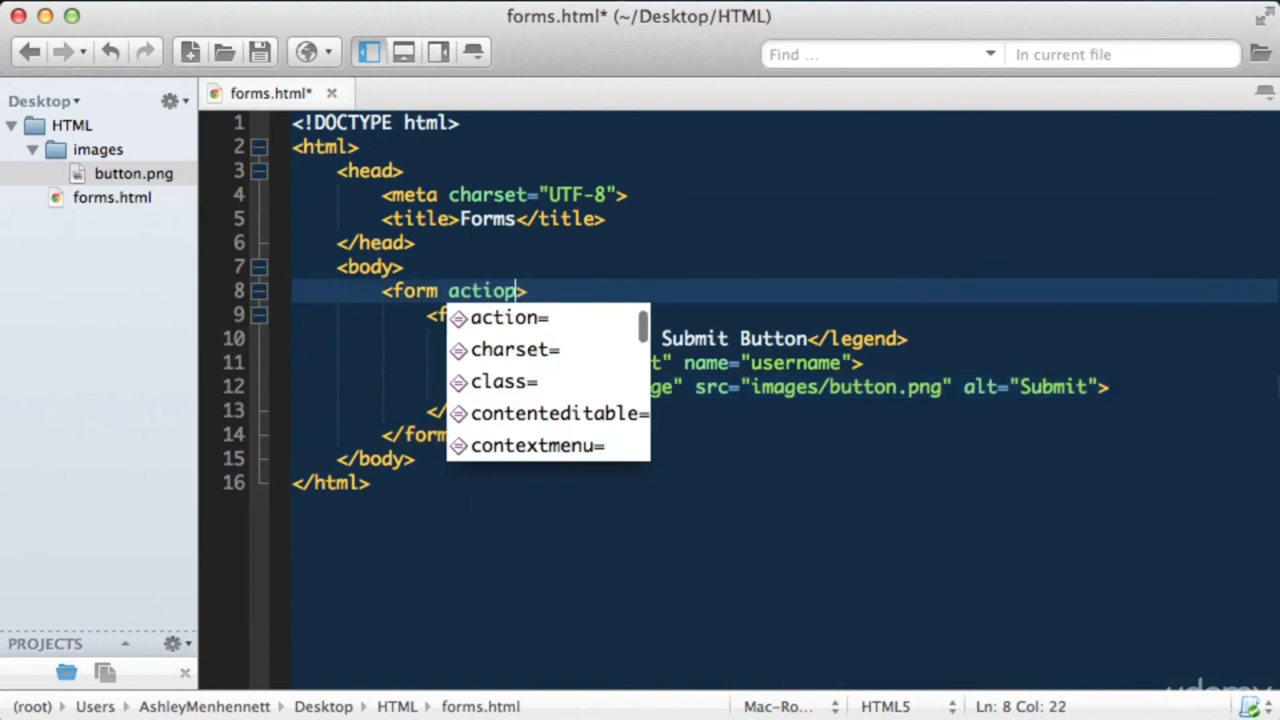 forms.html* (~/Desktop/HTML)
Find ... In current file
Desktop
forms.html*
HTML
images
button.png
forms.html
1 <!DOCTYPE html>
2 <html>
3 <head>
4 <meta charset="UTF-8">
5 <title>Forms</title>
6 </head>
7 <body>
8 <form actiop>
9 <f
10 Submit Button</legend>
11 t" name="username">
12 ge" src="images/button.png" alt="Submit">
13 </
14 </form
15 </body>
16 </html>
action=
charset=
class=
contenteditable=
contextmenu=
PROJECTS
udemy
(root) Users AshleyMenhennett Desktop HTML forms.html Mac-Ro... HTML5 Ln: 8 Col: 22